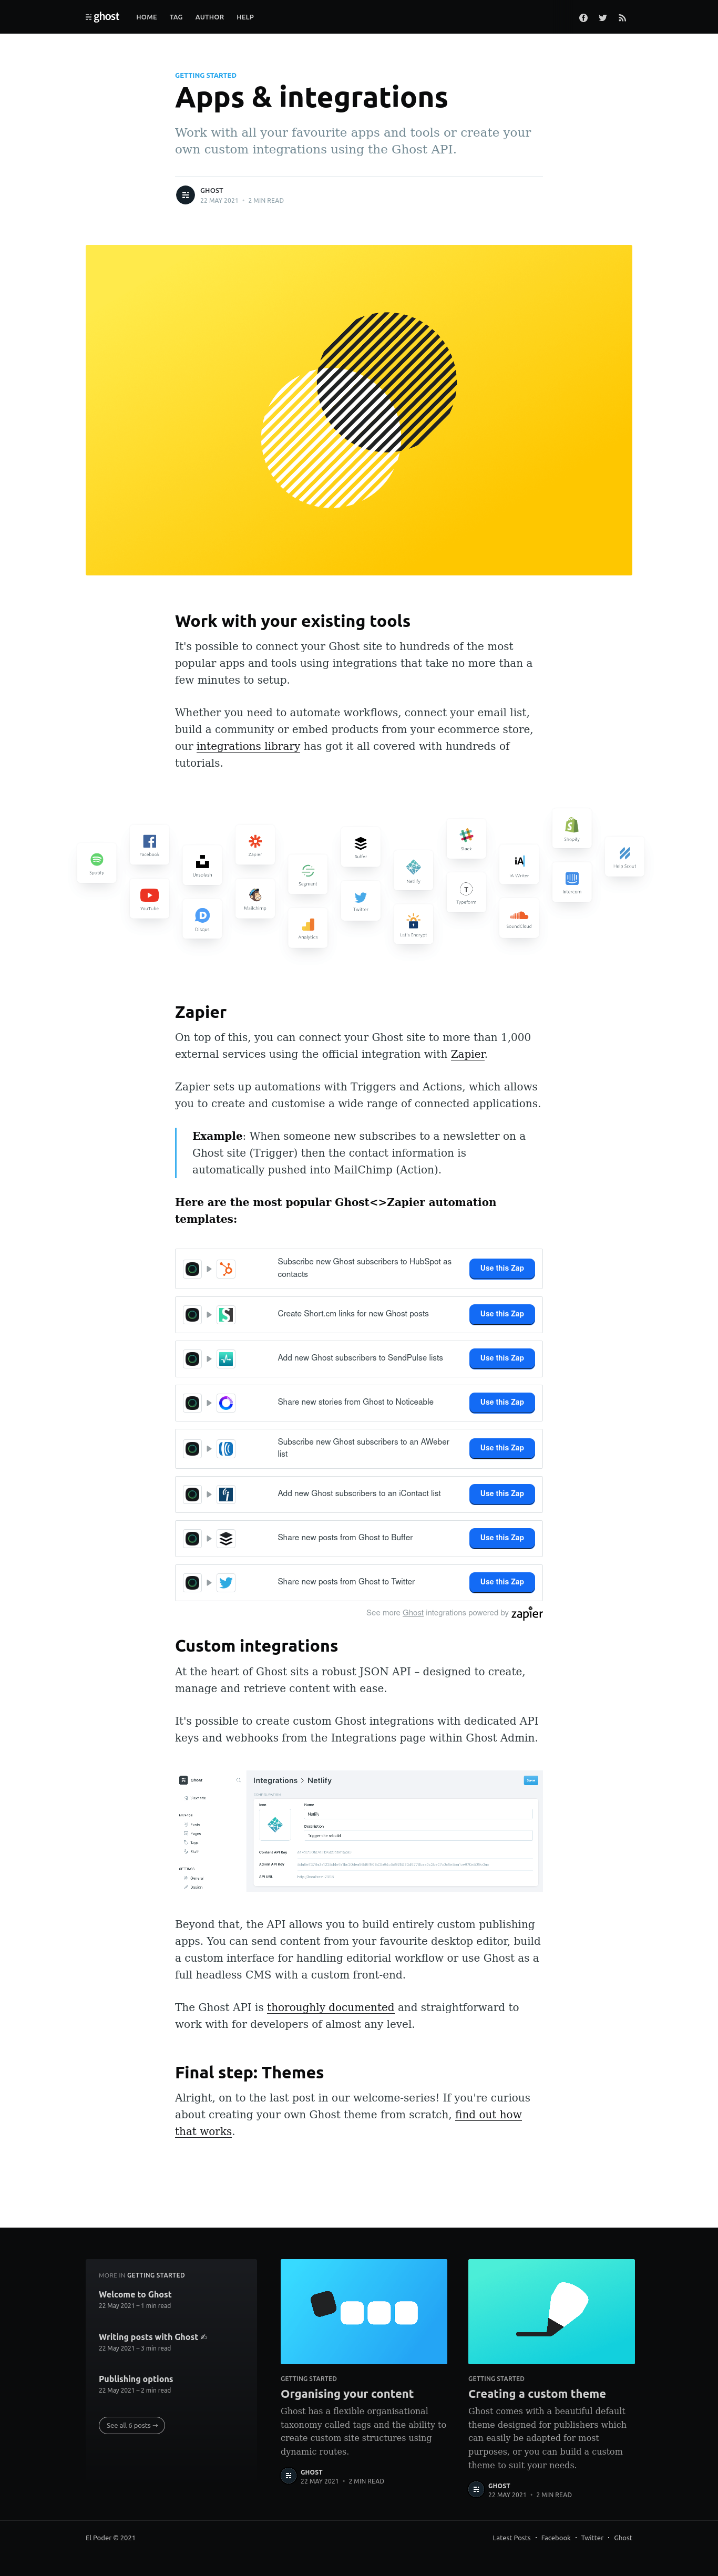 ghost
HOME
TAG
AUTHOR
HELP
GETTING STARTED
Apps & integrations
Work with all your favourite apps and tools or create your
own custom integrations using the Ghost API.
GHOST
22 MAY 2021 • 2 MIN READ
Work with your existing tools
It's possible to connect your Ghost site to hundreds of the most
popular apps and tools using integrations that take no more than a
few minutes to setup.
Whether you need to automate workflows, connect your email list,
build a community or embed products from your ecommerce store,
our integrations library has got it all covered with hundreds of
tutorials.
Spotify
Facebook
YouTube
Unsplash
Disqus
Zapier
Mailchimp
Segment
Analytics
Buffer
Twitter
Netlify
Let's Encrypt
Slack
Typeform
iA
iA Writer
SoundCloud
Shopify
Intercom
Help Scout
Zapier
On top of this, you can connect your Ghost site to more than 1,000
external services using the official integration with Zapier.
Zapier sets up automations with Triggers and Actions, which allows
you to create and customise a wide range of connected applications.
Example: When someone new subscribes to a newsletter on a
Ghost site (Trigger) then the contact information is
automatically pushed into MailChimp (Action).
Here are the most popular Ghost<>Zapier automation
templates:
Subscribe new Ghost subscribers to HubSpot as
contacts
Use this Zap
Create Short.cm links for new Ghost posts
Use this Zap
Add new Ghost subscribers to SendPulse lists
Use this Zap
Share new stories from Ghost to Noticeable
Use this Zap
Subscribe new Ghost subscribers to an AWeber
list
Use this Zap
Add new Ghost subscribers to an iContact list
Use this Zap
Share new posts from Ghost to Buffer
Use this Zap
Share new posts from Ghost to Twitter
Use this Zap
See more Ghost integrations powered by zapier
Custom integrations
At the heart of Ghost sits a robust JSON API – designed to create,
manage and retrieve content with ease.
It's possible to create custom Ghost integrations with dedicated API
keys and webhooks from the Integrations page within Ghost Admin.
Ghost
View site
Integrations > Netlify
Icon
Name
Netlify
Description
Trigger site rebuild
Content API Key
Admin API Key
API URL
Beyond that, the API allows you to build entirely custom publishing
apps. You can send content from your favourite desktop editor, build
a custom interface for handling editorial workflow or use Ghost as a
full headless CMS with a custom front-end.
The Ghost API is thoroughly documented and straightforward to
work with for developers of almost any level.
Final step: Themes
Alright, on to the last post in our welcome-series! If you're curious
about creating your own Ghost theme from scratch, find out how
that works.
MORE IN GETTING STARTED
Welcome to Ghost
22 May 2021 – 1 min read
Writing posts with Ghost ✍
22 May 2021 – 3 min read
Publishing options
22 May 2021 – 2 min read
See all 6 posts →
GETTING STARTED
Organising your content
Ghost has a flexible organisational
taxonomy called tags and the ability to
create custom site structures using
dynamic routes.
GHOST
22 MAY 2021 • 2 MIN READ
GETTING STARTED
Creating a custom theme
Ghost comes with a beautiful default
theme designed for publishers which
can easily be adapted for most
purposes, or you can build a custom
theme to suit your needs.
GHOST
22 MAY 2021 • 2 MIN READ
El Poder © 2021
Latest Posts • Facebook • Twitter • Ghost